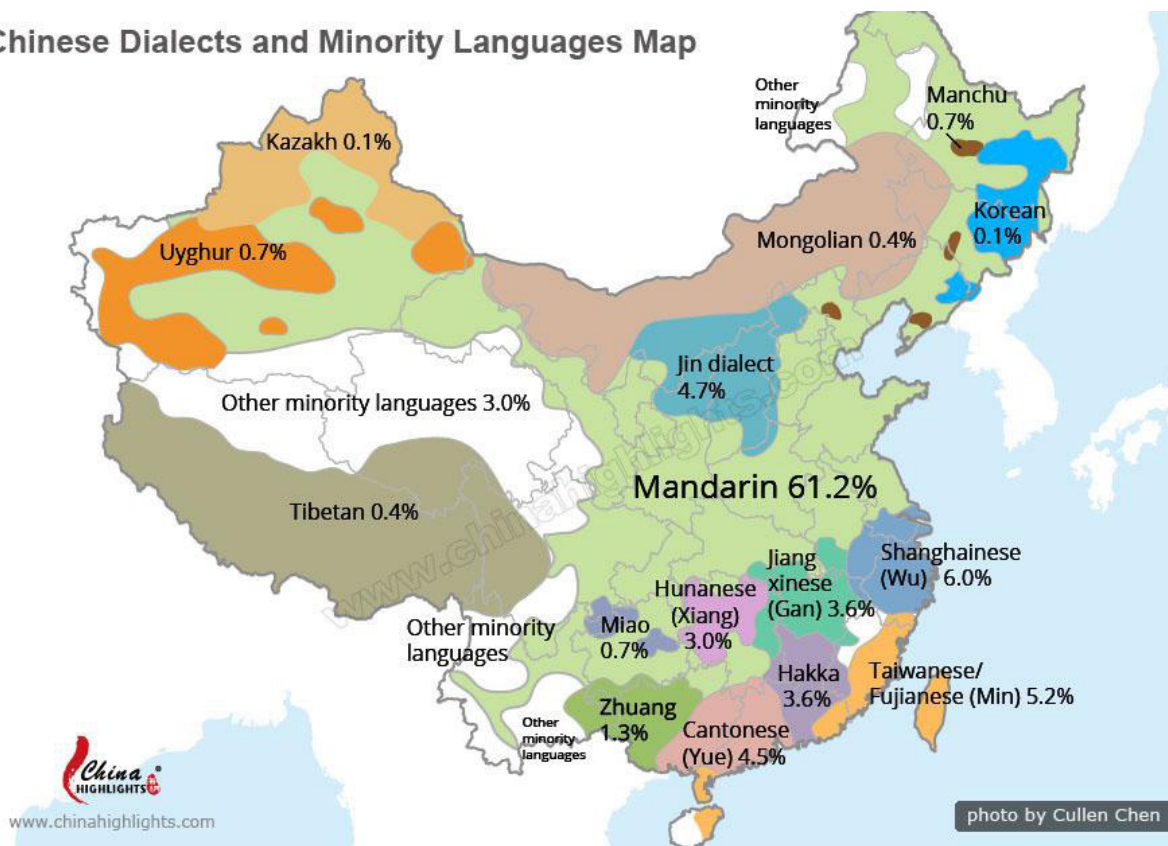 Chinese Dialects and Minority Languages Map
Other
minority
languages
Manchu
0.7%
Kazakh 0.1%
Korean
0.1%
Mongolian 0.4%
Uyghur 0.7%
Jin dialect
4.7%
Other minority languages 3.0%
Mandarin 61.2%
Tibetan 0.4%
www.chinahighlights.com
Shanghainese
(Wu) 6.0%
Jiang
xinese
(Gan) 3.6%
Hunanese
(Xiang)
3.0%
Miao
0.7%
Other minority
languages
Hakka
3.6%
Taiwanese/
Fujianese (Min) 5.2%
Zhuang
1.3%
Cantonese
(Yue) 4.5%
Other
minority
languages
China
HIGHLIGHTS
www.chinahighlights.com
photo by Cullen Chen